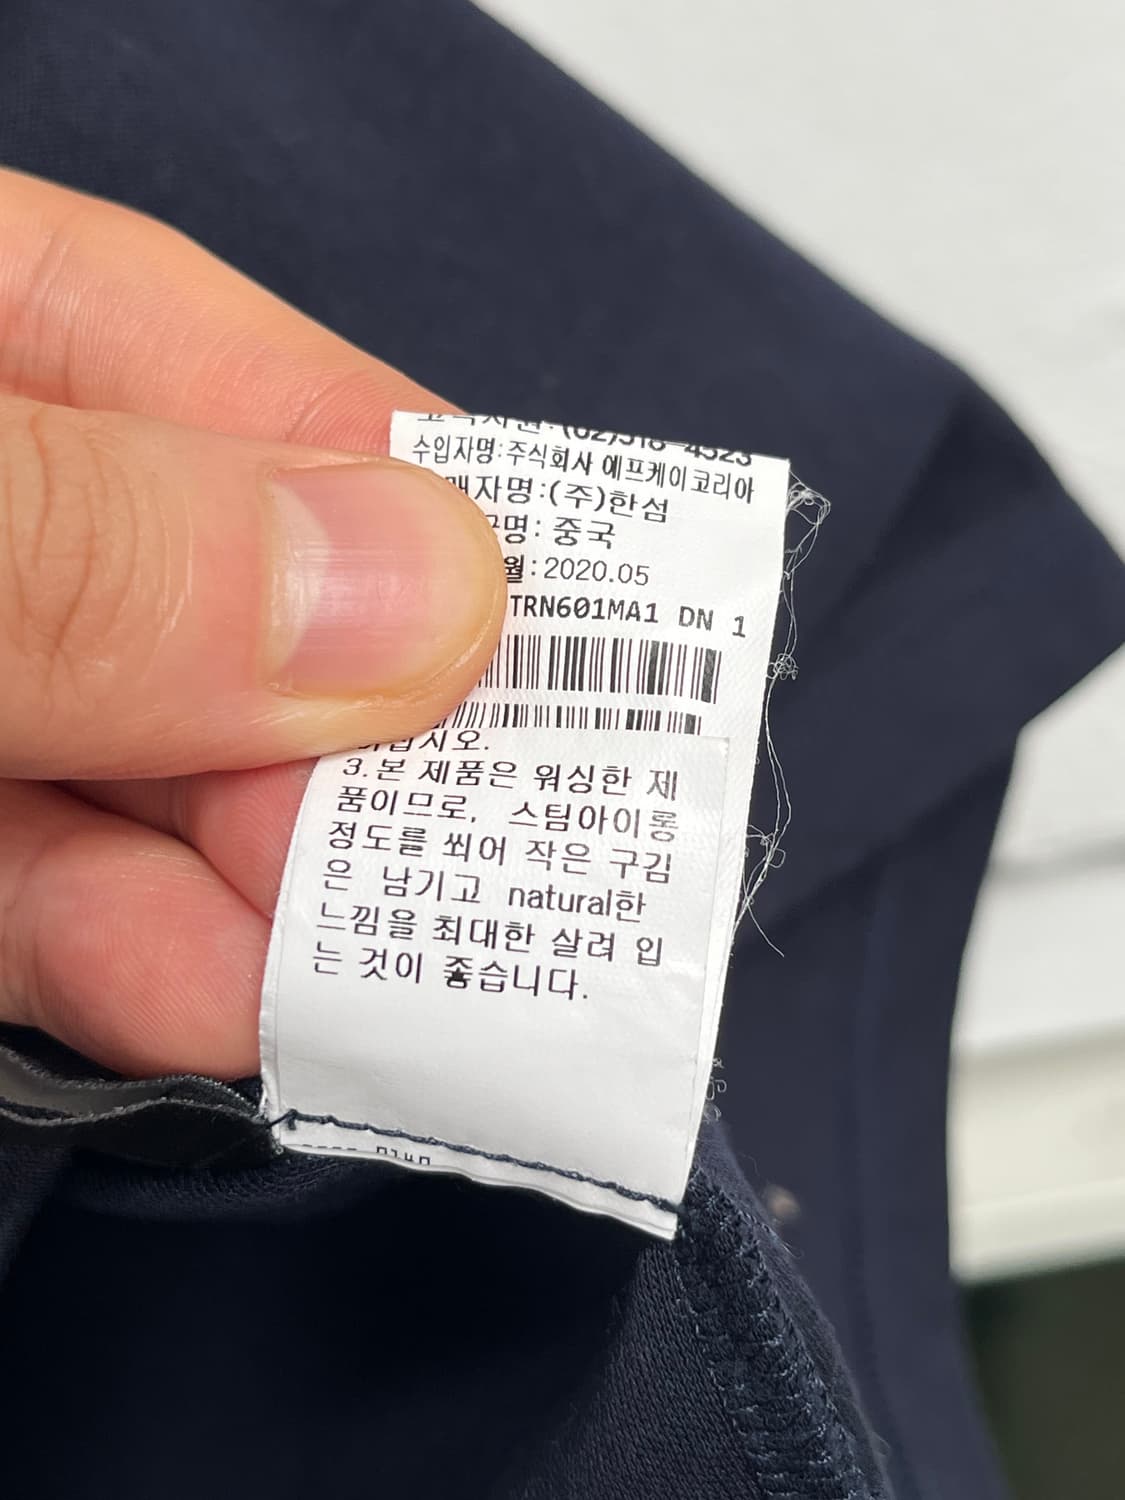 수입자명:주식회사 에프케이코리아
매자명:(주)한섬
명: 중국
월:2020.05
TRN601MA1 DN 1
십시오.
3.본 제품은 워싱한 제
품이므로, 스팀아이롱
정도를 쐬어 작은 구김
은 남기고 natural한
느낌을 최대한 살려 입
는 것이 좋습니다.